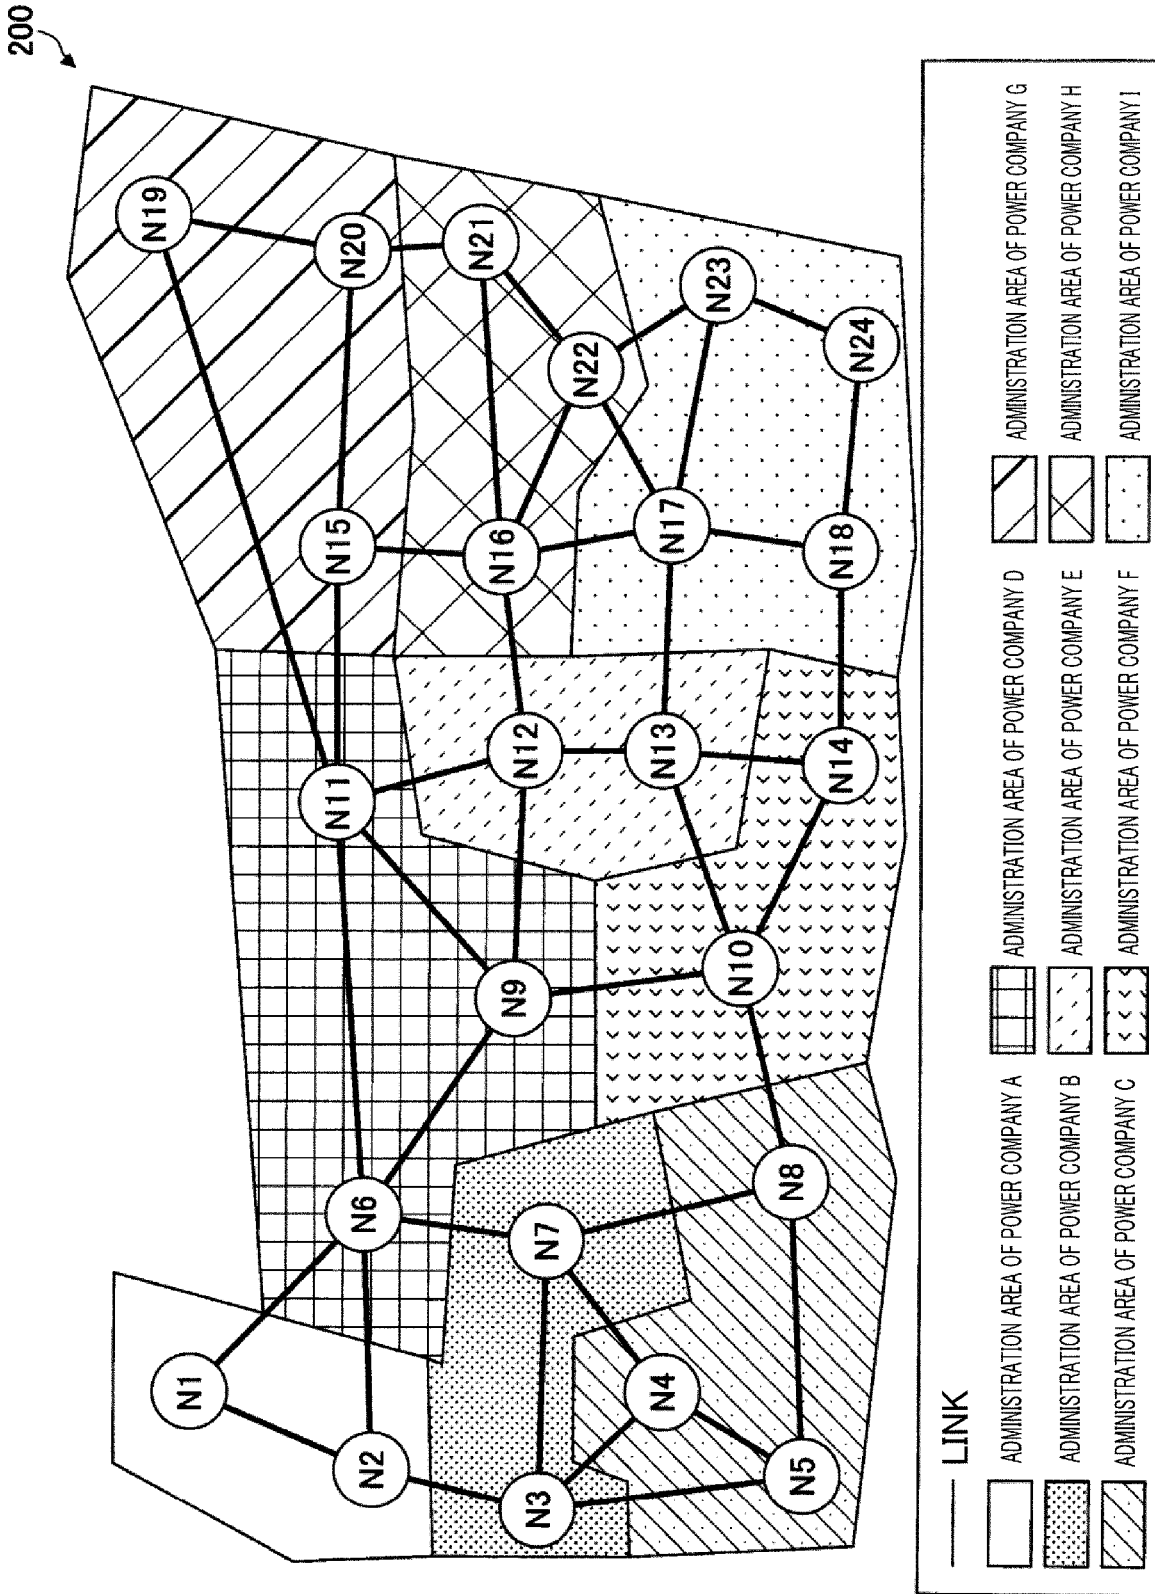 200
N1
N2
N3
N4
N5
N6
N7
N8
N9
N10
N11
N12
N13
N14
N15
N16
N17
N18
N19
N20
N21
N22
N23
N24
LINK
ADMINISTRATION AREA OF POWER COMPANY A
ADMINISTRATION AREA OF POWER COMPANY B
ADMINISTRATION AREA OF POWER COMPANY C
ADMINISTRATION AREA OF POWER COMPANY D
ADMINISTRATION AREA OF POWER COMPANY E
ADMINISTRATION AREA OF POWER COMPANY F
ADMINISTRATION AREA OF POWER COMPANY G
ADMINISTRATION AREA OF POWER COMPANY H
ADMINISTRATION AREA OF POWER COMPANY I